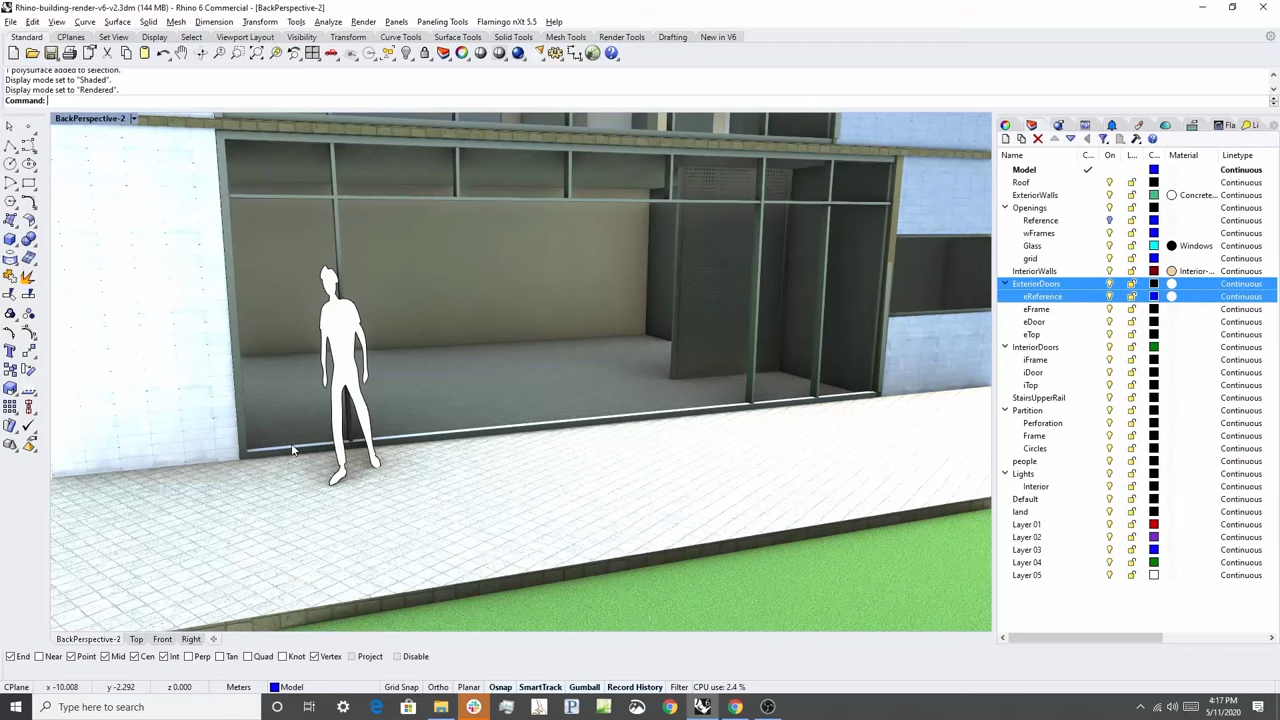 Rhino-building-render-v6-v2.3dm (144 MB) - Rhino 6 Commercial - [BackPerspective-2]
File Edit View Curve Surface Solid Mesh Dimension Transform Tools Analyze Render Panels Paneling Tools Flamingo nXt 5.5 Help
Standard CPlanes Set View Display Select Viewport Layout Visibility Transform Curve Tools Surface Tools Solid Tools Mesh Tools Render Tools Drafting New in V6
1 polysurface added to selection.
Display mode set to "Shaded".
Display mode set to "Rendered".
Command:
BackPerspective-2
Fla Li
Name C... On L... C... Material Linetype
Model Continuous
Roof Continuous
ExteriorWalls Concrete... Continuous
Openings Continuous
Reference Continuous
wFrames Continuous
Glass Windows Continuous
grid Continuous
InteriorWalls Interior-... Continuous
ExteriorDoors Continuous
eReference Continuous
eFrame Continuous
eDoor Continuous
eTop Continuous
InteriorDoors Continuous
iFrame Continuous
iDoor Continuous
iTop Continuous
StairsUpperRail Continuous
Partition Continuous
Perforation Continuous
Frame Continuous
Circles Continuous
people Continuous
Lights Continuous
Interior Continuous
Default Continuous
land Continuous
Layer 01 Continuous
Layer 02 Continuous
Layer 03 Continuous
Layer 04 Continuous
Layer 05 Continuous
BackPerspective-2 Top Front Right
End Near Point Mid Cen Int Perp Tan Quad Knot Vertex Project Disable
CPlane x -10.008 y -2.292 z 0.000 Meters Model Grid Snap Ortho Planar Osnap SmartTrack Gumball Record History Filter CPU use: 2.4 %
Type here to search
4:17 PM
5/11/2020